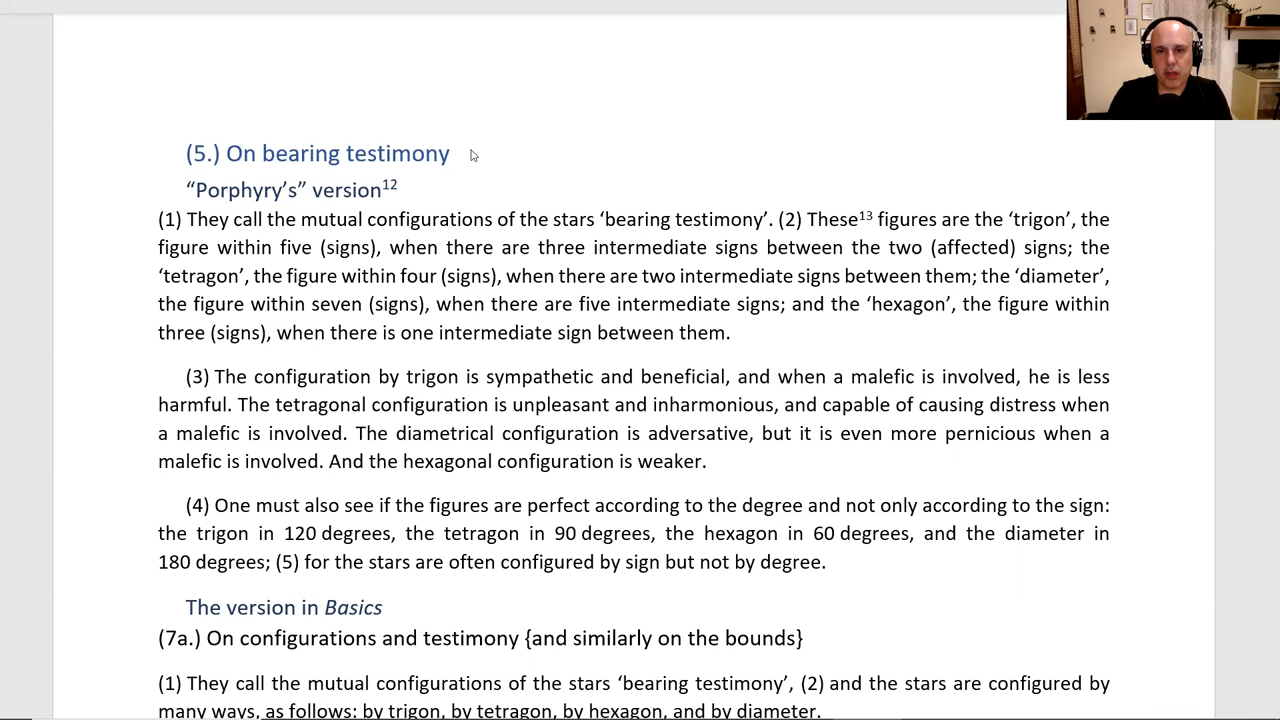 (5.) On bearing testimony
“Porphyry’s” version12
(1) They call the mutual configurations of the stars ‘bearing testimony’. (2) These13 figures are the ‘trigon’, the
figure within five (signs), when there are three intermediate signs between the two (affected) signs; the
‘tetragon’, the figure within four (signs), when there are two intermediate signs between them; the ‘diameter’,
the figure within seven (signs), when there are five intermediate signs; and the ‘hexagon’, the figure within
three (signs), when there is one intermediate sign between them.
(3) The configuration by trigon is sympathetic and beneficial, and when a malefic is involved, he is less
harmful. The tetragonal configuration is unpleasant and inharmonious, and capable of causing distress when
a malefic is involved. The diametrical configuration is adversative, but it is even more pernicious when a
malefic is involved. And the hexagonal configuration is weaker.
(4) One must also see if the figures are perfect according to the degree and not only according to the sign:
the trigon in 120 degrees, the tetragon in 90 degrees, the hexagon in 60 degrees, and the diameter in
180 degrees; (5) for the stars are often configured by sign but not by degree.
The version in Basics
(7a.) On configurations and testimony {and similarly on the bounds}
(1) They call the mutual configurations of the stars ‘bearing testimony’, (2) and the stars are configured by
many ways, as follows: by trigon, by tetragon, by hexagon, and by diameter.